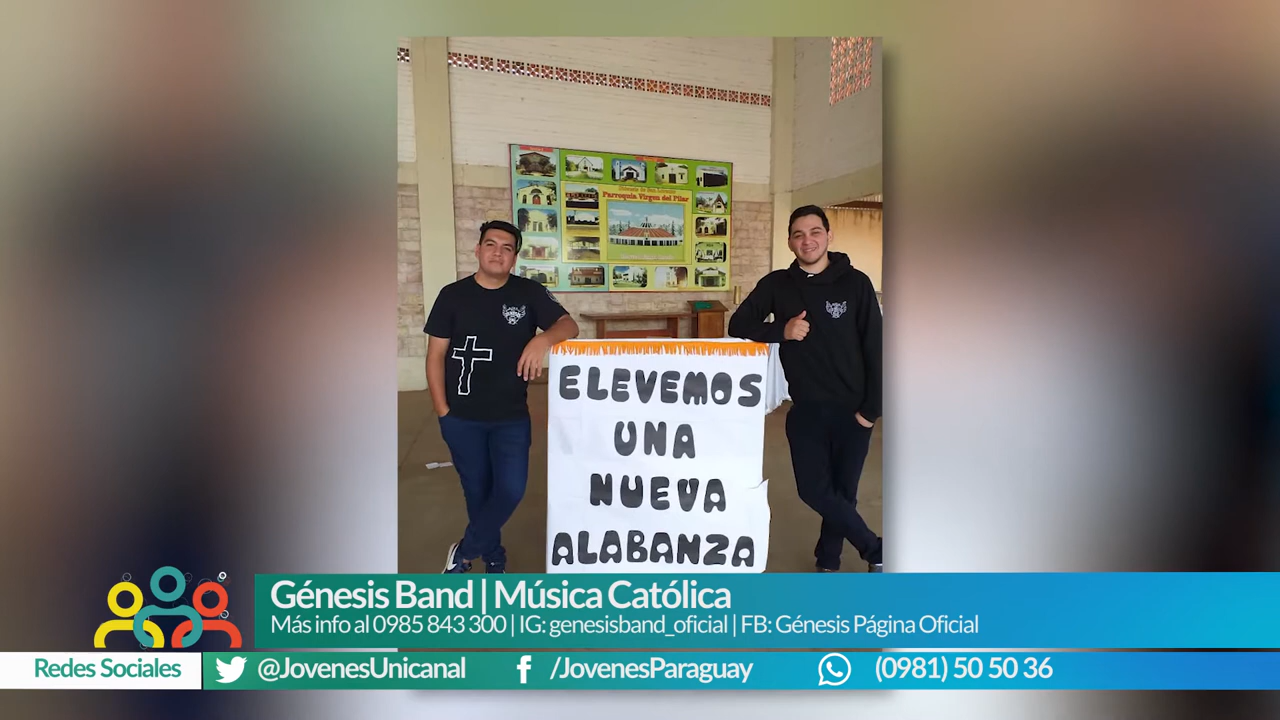 Parroquia Virgen del Pilar
ELEVEMOS
UNA
NUEVA
ALABANZA
Génesis Band | Música Católica
Más info al 0985 843 300 | IG: genesisband_oficial | FB: Génesis Página Oficial
Redes Sociales
@JovenesUnicanal
/JovenesParaguay
(0981) 50 50 36